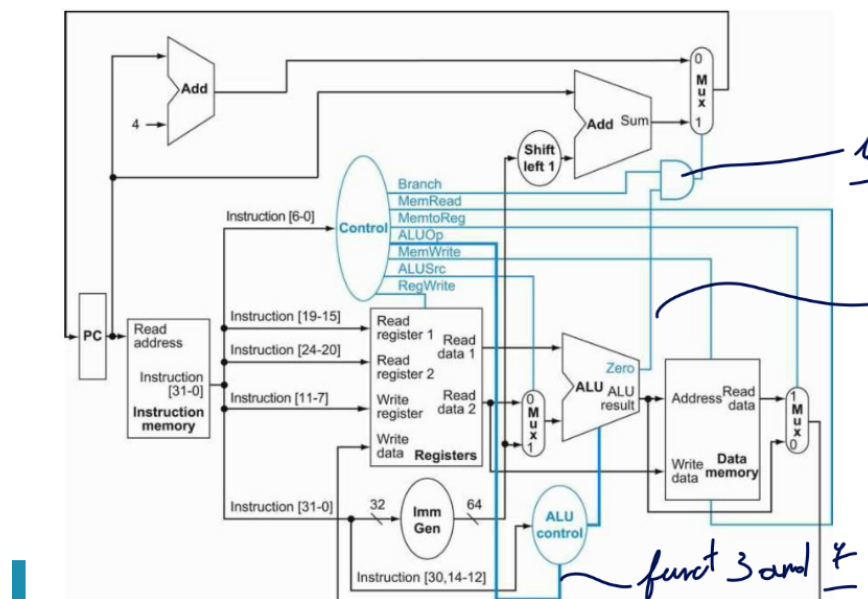 Add
4
Add Sum
0
Mux
1
Shift
left 1
Branch
MemRead
MemtoReg
ALUOp
MemWrite
ALUSrc
RegWrite
Control
Instruction [6-0]
PC
Read
address
Instruction
[31-0]
Instruction
memory
Instruction [19-15]
Instruction [24-20]
Instruction [11-7]
Read
register 1
Read
register 2
Write
register
Write
data
Registers
Read
data 1
Read
data 2
0
Mux
1
Zero
ALU
ALU
result
Address
Read
data
Write
data
Data
memory
1
Mux
0
Instruction [31-0]
32
Imm
Gen
64
ALU
control
Instruction [30,14-12]
funct 3 and 7